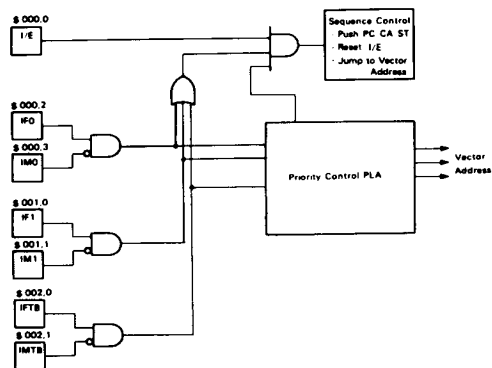 $ 000,0
I/E
Sequence Control
· Push PC CA ST
· Reset I/E
· Jump to Vector
Address
$ 000,2
IF0
$ 000,3
IM0
Priority Control PLA
Vector
Address
$ 001,0
IF1
$ 001,1
IM1
$ 002,0
IFTB
$ 002,1
IMTB